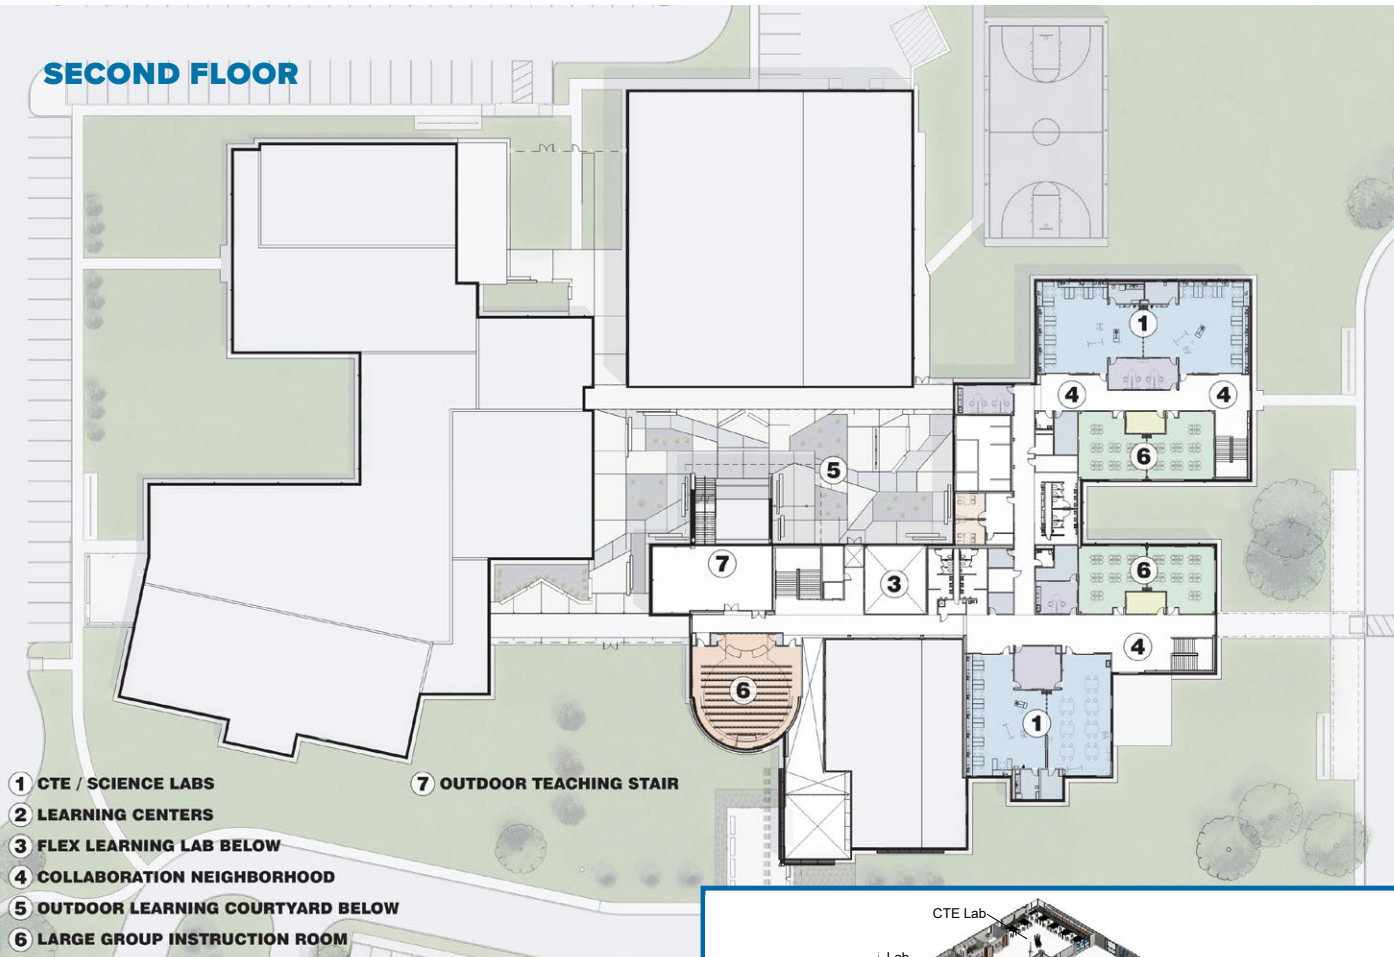 SECOND FLOOR
1
4
4
6
5
7
3
6
4
6
1
1 CTE / SCIENCE LABS
7 OUTDOOR TEACHING STAIR
2 LEARNING CENTERS
3 FLEX LEARNING LAB BELOW
4 COLLABORATION NEIGHBORHOOD
5 OUTDOOR LEARNING COURTYARD BELOW
6 LARGE GROUP INSTRUCTION ROOM
CTE Lab
Lab